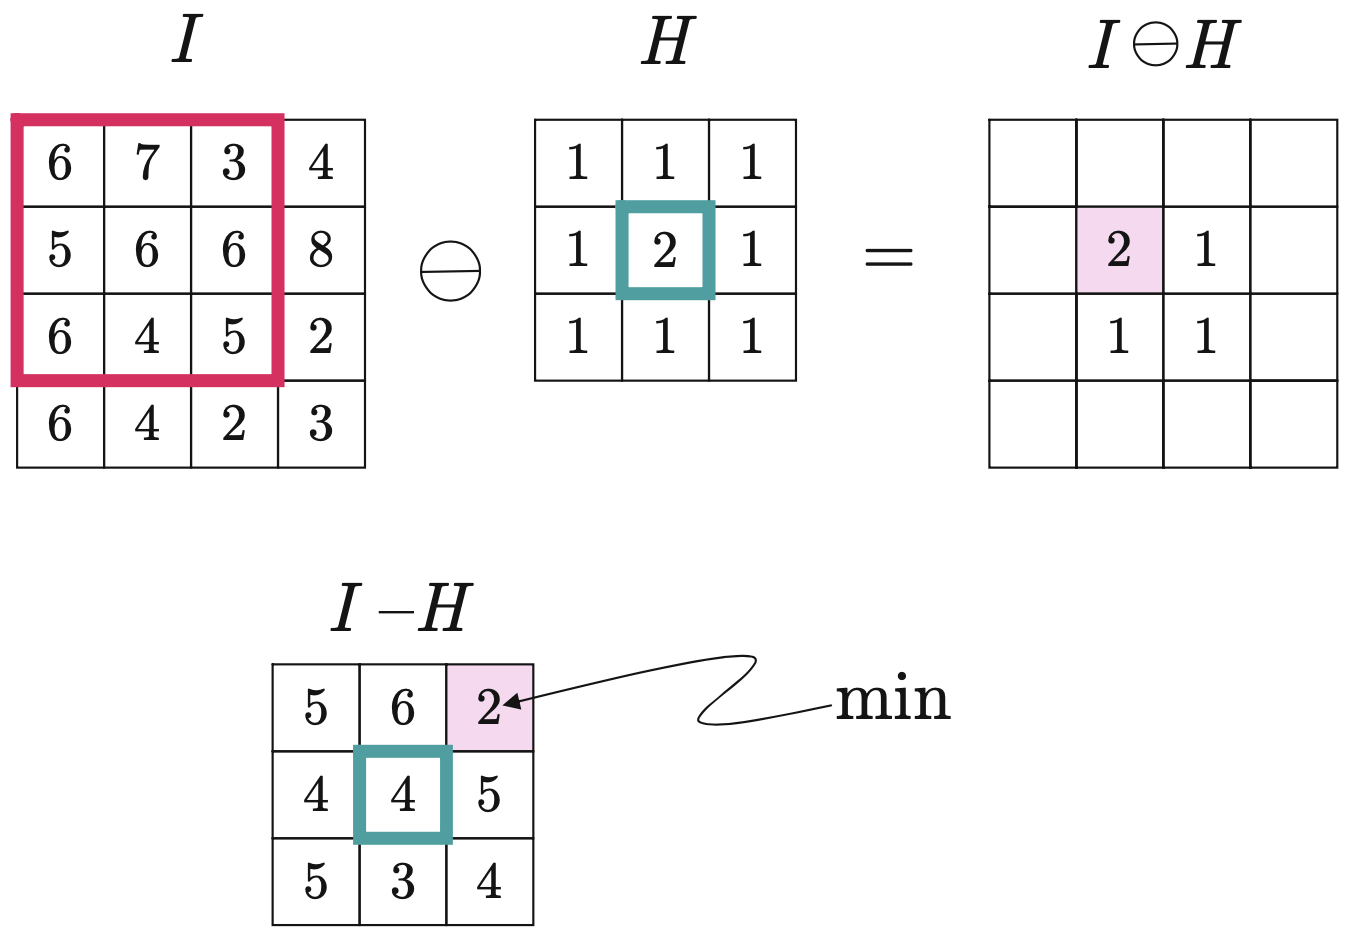 I H I ⊖ H
6 7 3 4 1 1 1
5 6 6 8 ⊖ 1 2 1 = 2 1
6 4 5 2 1 1 1 1 1
6 4 2 3
I − H
5 6 2 min
4 4 5
5 3 4